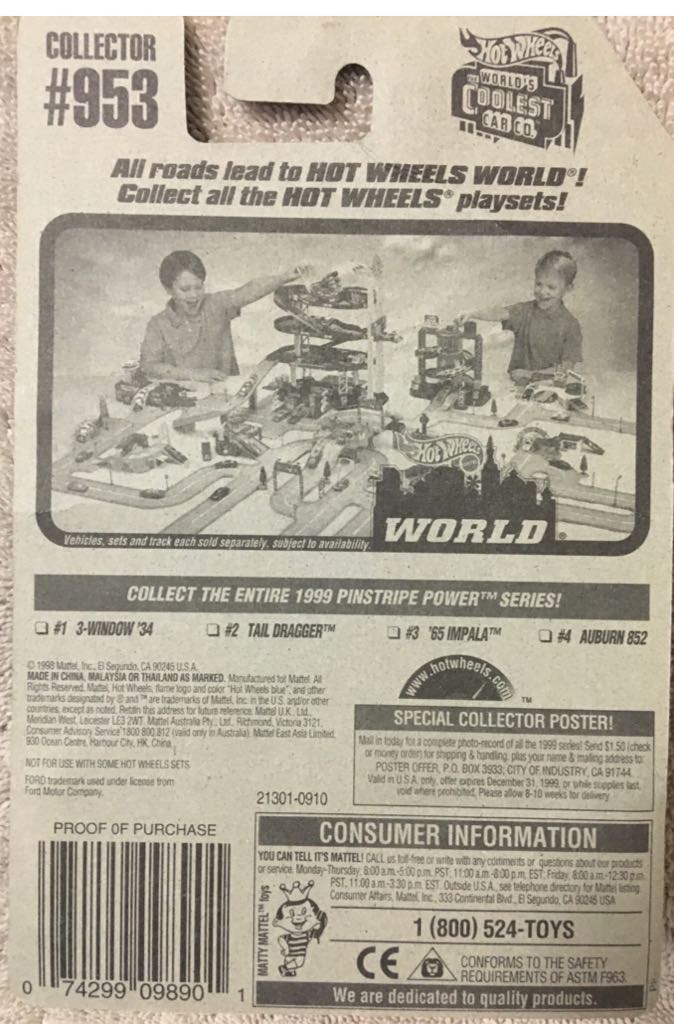 COLLECTOR
#953
HOT WHEELS
THE WORLD'S
COOLEST
CAR CO.
All roads lead to HOT WHEELS WORLD®!
Collect all the HOT WHEELS® playsets!
HOT WHEELS
WORLD®
Vehicles, sets and track each sold separately, subject to availability.
COLLECT THE ENTIRE 1999 PINSTRIPE POWER™ SERIES!
#1 3-WINDOW '34
#2 TAIL DRAGGER™
#3 '65 IMPALA™
#4 AUBURN 852
© 1998 Mattel, Inc., El Segundo, CA 90245 U.S.A.
MADE IN CHINA, MALAYSIA OR THAILAND AS MARKED. Manufactured for Mattel. All
Rights Reserved. Mattel, Hot Wheels, flame logo and color "Hot Wheels blue", and other
trademarks designated by ® and ™ are trademarks of Mattel, Inc. in the U.S. and/or other
countries, except as noted. Retain this address for future reference: Mattel U.K. Ltd.,
Meridian West, Leicester LE3 2WT. Mattel Australia Pty., Ltd., Richmond, Victoria 3121.
Consumer Advisory Service 1 800 800 812 (valid only in Australia). Mattel East Asia Limited,
930 Ocean Centre, Harbour City, HK, China.
NOT FOR USE WITH SOME HOT WHEELS SETS.
FORD trademark used under license from
Ford Motor Company.
21301-0910
www.hotwheels.com
™
SPECIAL COLLECTOR POSTER!
Mail in today for a complete photo-record of all the 1999 series! Send $1.50 (check
or money order) for shipping & handling, plus your name & mailing address to:
POSTER OFFER, P.O. BOX 3933, CITY OF INDUSTRY, CA 91744.
Valid in U.S.A. only, offer expires December 31, 1999, or while supplies last,
void where prohibited. Please allow 8-10 weeks for delivery.
PROOF OF PURCHASE
0 74299 09890 1
CONSUMER INFORMATION
YOU CAN TELL IT'S MATTEL! CALL us toll-free or write with any comments or questions about our products
or service. Monday-Thursday: 8:00 a.m.-5:00 p.m. PST; 11:00 a.m.-8:00 p.m. EST; Friday, 8:00 a.m.-12:30 p.m.
PST, 11:00 a.m.-3:30 p.m. EST. Outside U.S.A., see telephone directory for Mattel listing.
Consumer Affairs, Mattel, Inc., 333 Continental Blvd., El Segundo, CA 90245 USA
MATTY MATTEL™ toys
1 (800) 524-TOYS
CE
CONFORMS TO THE SAFETY
REQUIREMENTS OF ASTM F963.
We are dedicated to quality products.